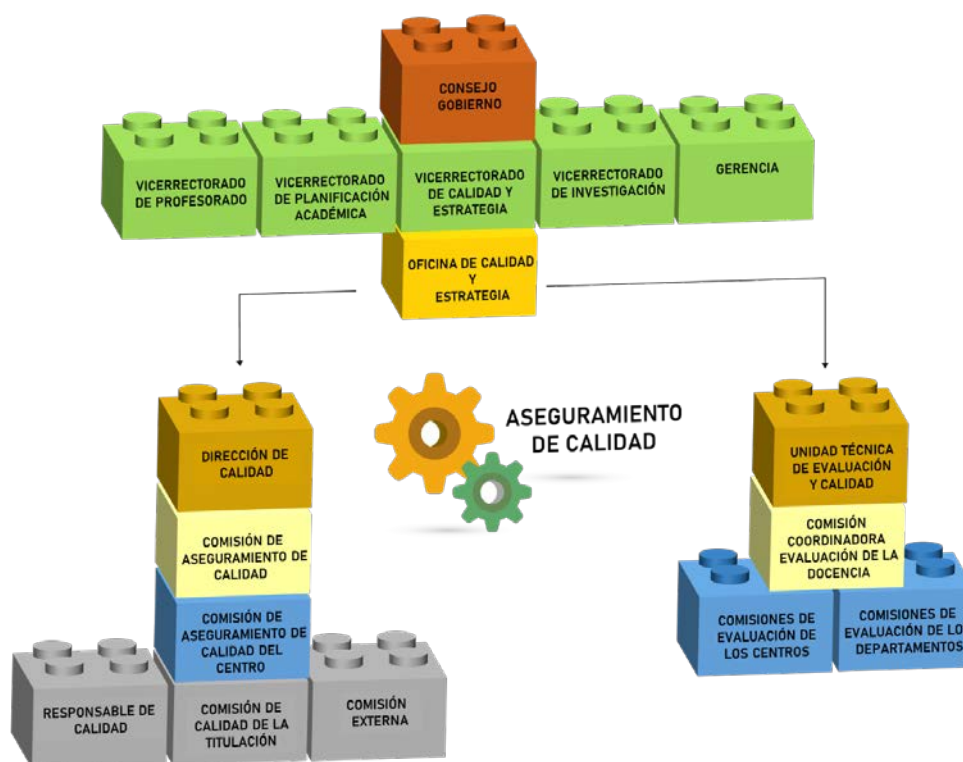 CONSEJO
GOBIERNO
VICERRECTORADO
DE PROFESORADO
VICERRECTORADO
DE PLANIFICACIÓN
ACADÉMICA
VICERRECTORADO
DE CALIDAD Y
ESTRATEGIA
VICERRECTORADO
DE INVESTIGACIÓN
GERENCIA
OFICINA DE CALIDAD
Y
ESTRATEGIA
ASEGURAMIENTO
DE CALIDAD
DIRECCIÓN DE
CALIDAD
COMISIÓN DE
ASEGURAMIENTO DE
CALIDAD
COMISIÓN DE
ASEGURAMIENTO DE
CALIDAD DEL
CENTRO
RESPONSABLE DE
CALIDAD
COMISIÓN DE
CALIDAD DE LA
TITULACIÓN
COMISIÓN
EXTERNA
UNIDAD TÉCNICA
DE EVALUACIÓN
Y CALIDAD
COMISIÓN
COORDINADORA
EVALUACIÓN DE LA
DOCENCIA
COMISIONES DE
EVALUACIÓN DE
LOS CENTROS
COMISIONES DE
EVALUACIÓN DE LOS
DEPARTAMENTOS